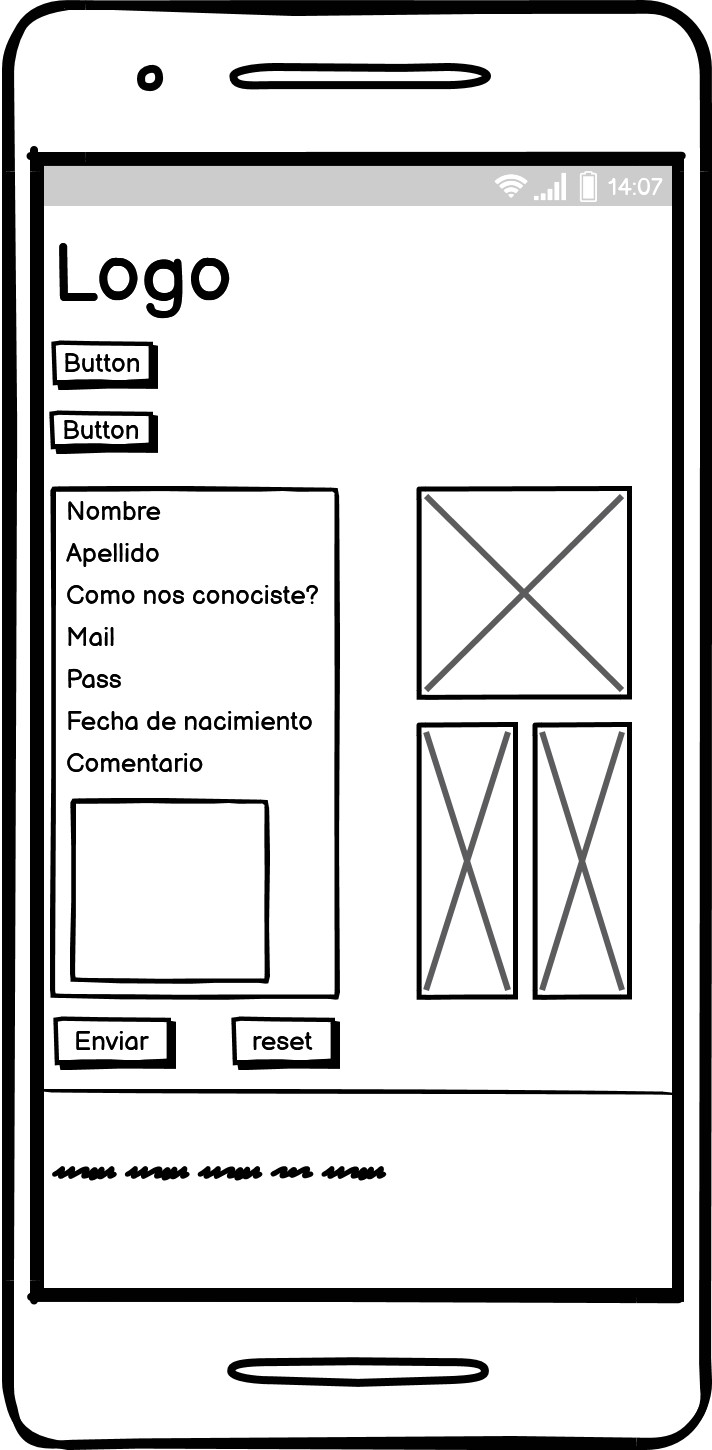 14:07
Logo
Button
Button
Nombre
Apellido
Como nos conociste?
Mail
Pass
Fecha de nacimiento
Comentario
Enviar reset